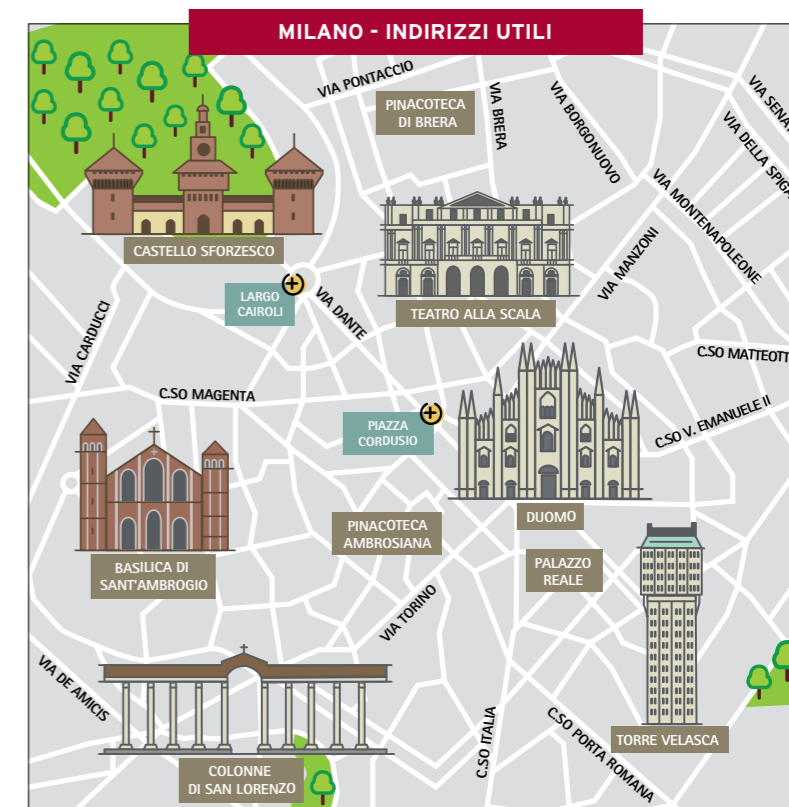 MILANO - INDIRIZZI UTILI
VIA PONTACCIO
PINACOTECA
DI BRERA
VIA BRERA
VIA BORGONUOVO
VIA SENAT
VIA DELLA SPIGA
VIA MONTENAPOLEONE
CASTELLO SFORZESCO
LARGO
CAIROLI
VIA DANTE
TEATRO ALLA SCALA
VIA MANZONI
VIA CARDUCCI
C.SO MATTEOTT
C.SO MAGENTA
PIAZZA
CORDUSIO
C.SO V. EMANUELE II
DUOMO
PINACOTECA
AMBROSIANA
BASILICA DI
SANT'AMBROGIO
PALAZZO
REALE
VIA TORINO
VIA DE AMICIS
C.SO ITALIA
C.SO PORTA ROMANA
TORRE VELASCA
COLONNE
DI SAN LORENZO